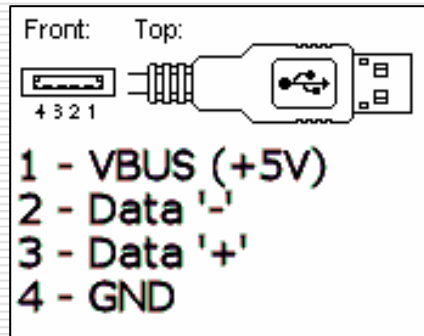 Front: Top:
4 3 2 1
1 - VBUS (+5V)
2 - Data '-'
3 - Data '+'
4 - GND